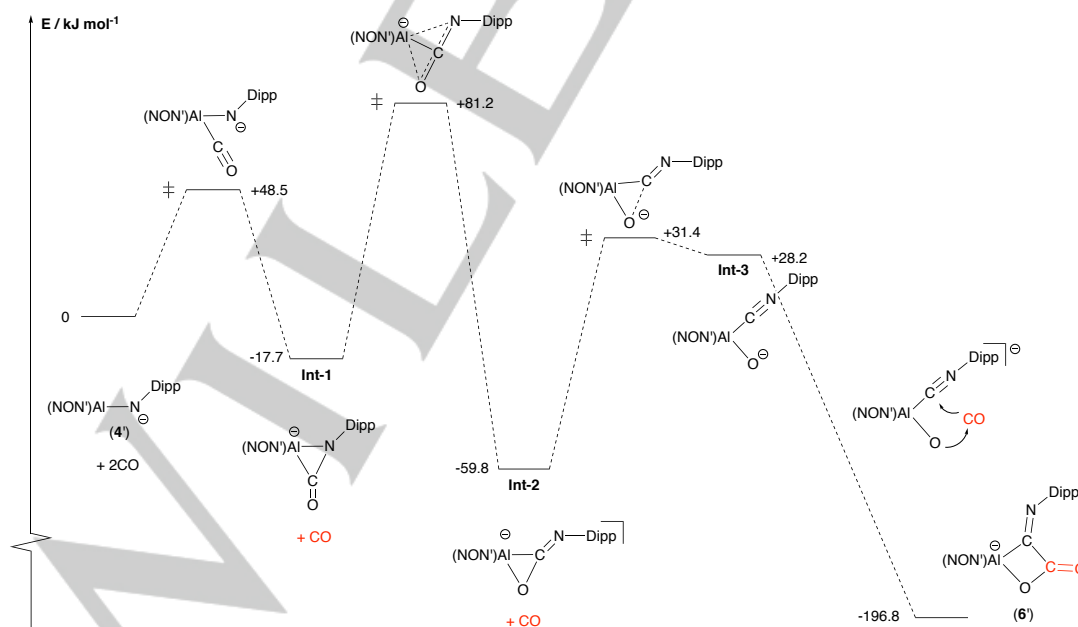 E / kJ mol⁻¹
⊖
N—Dipp
(NON')Al
C
O
‡
+81.2
Dipp
(NON')Al—N
⊖
C
O
‡
+48.5
C=N—Dipp
(NON')Al
O ⊖
‡
+31.4
Int-3
+28.2
Dipp
C≡N
(NON')Al
O ⊖
0
-17.7
Int-1
Dipp
(NON')Al—N
⊖
(4')
+ 2CO
Dipp
⊖
(NON')Al—N
C
O
+ CO
-59.8
Int-2
⊖
(NON')Al—C=N—Dipp
O
+ CO
Dipp ⊖
C≡N
(NON')Al
CO
O
Dipp
N
⊖
C
(NON')Al
C=
O
(6')
-196.8